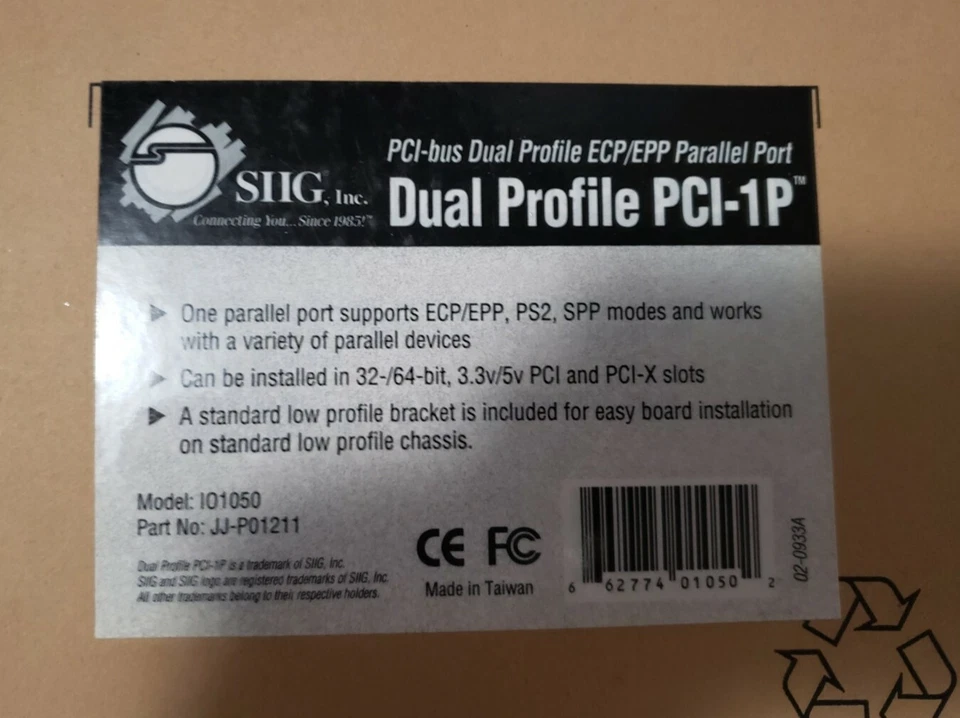 PCI-bus Dual Profile ECP/EPP Parallel Port
SIIG, Inc.
Connecting You... Since 1985!™
Dual Profile PCI-1P™
One parallel port supports ECP/EPP, PS2, SPP modes and works
with a variety of parallel devices
Can be installed in 32-/64-bit, 3.3v/5v PCI and PCI-X slots
A standard low profile bracket is included for easy board installation
on standard low profile chassis.
Model: IO1050
Part No: JJ-P01211
Dual Profile PCI-1P is a trademark of SIIG, Inc.
SIIG and SIIG logo are registered trademarks of SIIG, Inc.
All other trademarks belong to their respective holders.
CE FC
Made in Taiwan
6 62774 01050 2
02-0933A